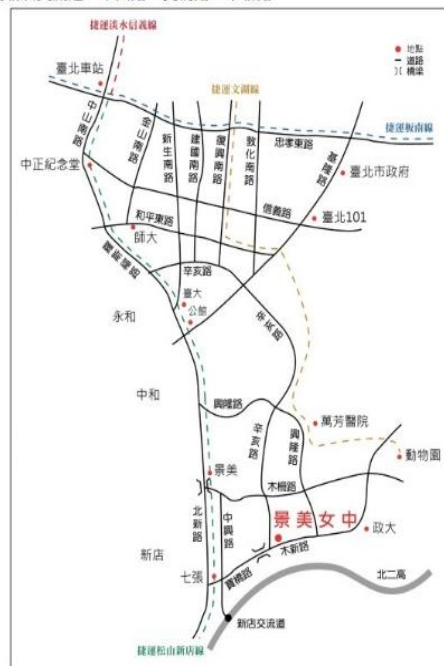 捷運淡水信義線
地點
道路
橋梁
臺北車站
捷運文湖線
捷運板南線
中山南路
金山南路
新生南路
建國南路
復興南路
敦化南路
忠孝東路
基隆路
中正紀念堂
臺北市政府
信義路
和平東路
臺北101
師大
羅斯福路
辛亥路
臺大
公館
永和
辛亥路
中和
興隆路
辛亥路
興隆路
萬芳醫院
動物園
景美
木柵路
北新路
中興路
景美女中
政大
木新路
新店
七張
寶橋路
北二高
新店交流道
捷運松山新店線